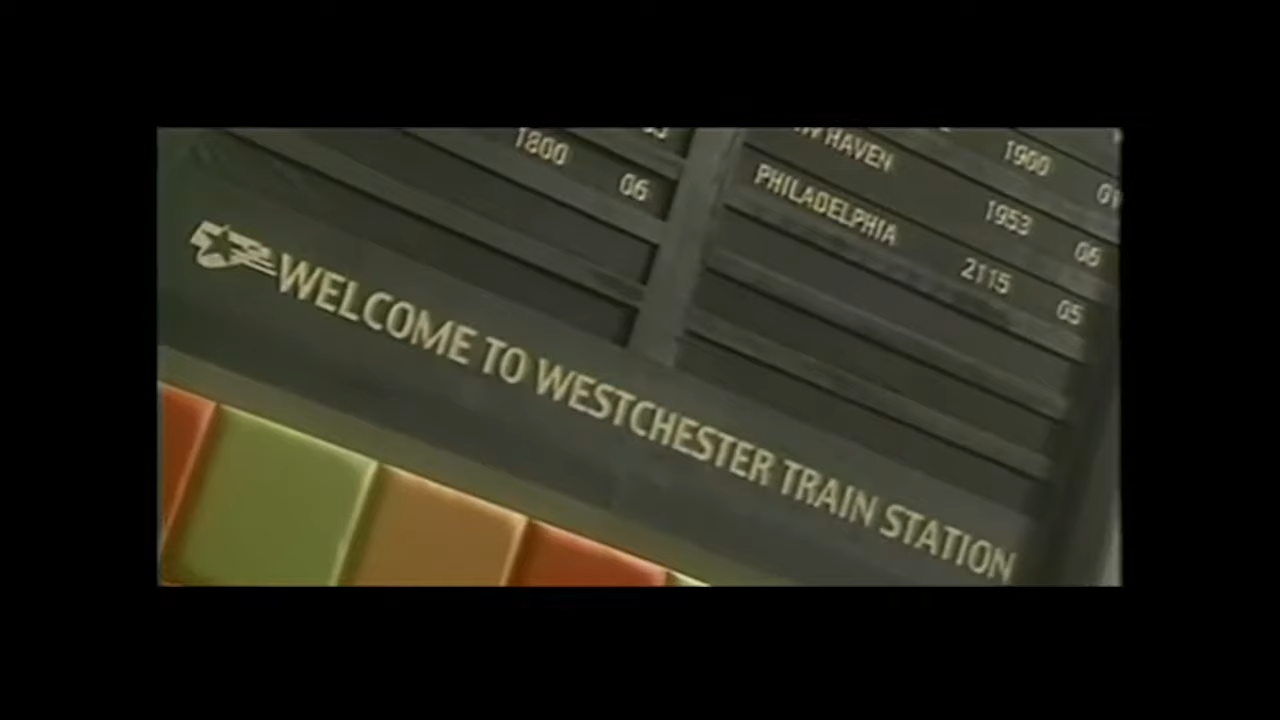 1800 06
HAVEN 1953 06
PHILADELPHIA 2115 05
1900
WELCOME TO WESTCHESTER TRAIN STATION